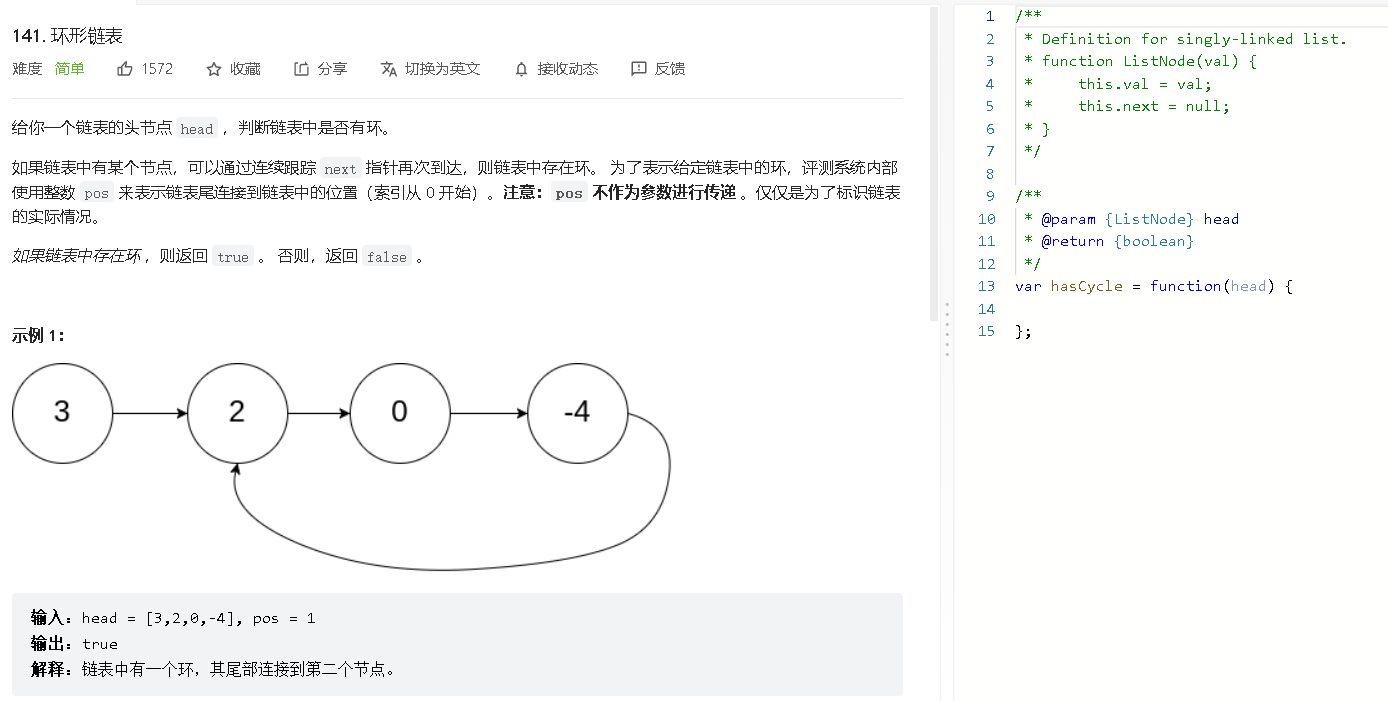 141. 环形链表
难度 简单 1572 收藏 分享 切换为英文 接收动态 反馈
给你一个链表的头节点 head ，判断链表中是否有环。
如果链表中有某个节点，可以通过连续跟踪 next 指针再次到达，则链表中存在环。 为了表示给定链表中的环，评测系统内部
使用整数 pos 来表示链表尾连接到链表中的位置（索引从 0 开始）。注意：pos 不作为参数进行传递 。仅仅是为了标识链表
的实际情况。
如果链表中存在环 ，则返回 true 。 否则，返回 false 。
示例 1：
3 2 0 -4
输入：head = [3,2,0,-4], pos = 1
输出：true
解释：链表中有一个环，其尾部连接到第二个节点。
1 /**
2 * Definition for singly-linked list.
3 * function ListNode(val) {
4 *     this.val = val;
5 *     this.next = null;
6 * }
7 */
8
9 /**
10 * @param {ListNode} head
11 * @return {boolean}
12 */
13 var hasCycle = function(head) {
14
15 };